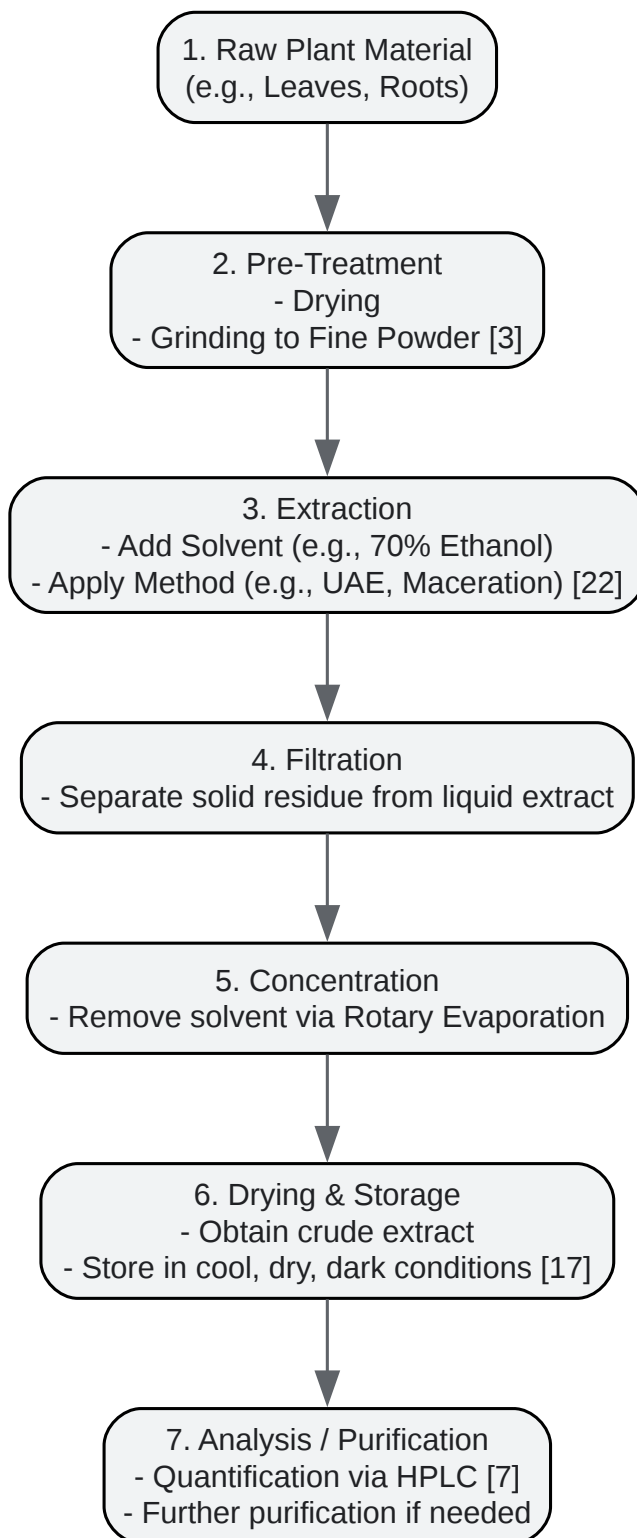 1. Raw Plant Material
(e.g., Leaves, Roots)
2. Pre-Treatment
- Drying
- Grinding to Fine Powder [3]
3. Extraction
- Add Solvent (e.g., 70% Ethanol)
- Apply Method (e.g., UAE, Maceration) [22]
4. Filtration
- Separate solid residue from liquid extract
5. Concentration
- Remove solvent via Rotary Evaporation
6. Drying & Storage
- Obtain crude extract
- Store in cool, dry, dark conditions [17]
7. Analysis / Purification
- Quantification via HPLC [7]
- Further purification if needed